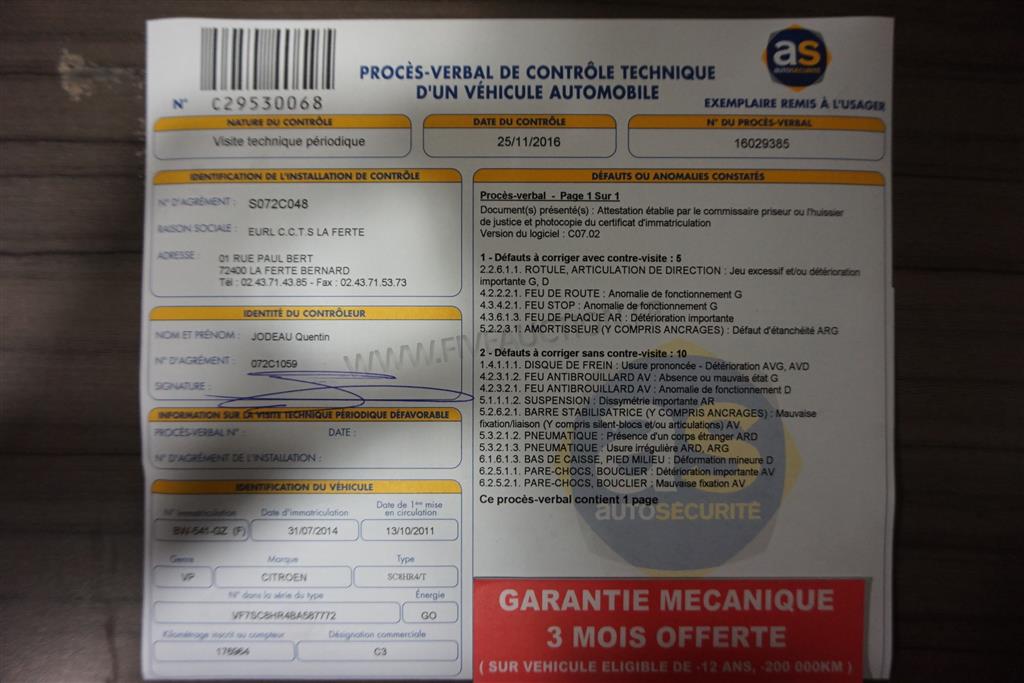 N° C29530068
PROCÈS-VERBAL DE CONTRÔLE TECHNIQUE
D'UN VÉHICULE AUTOMOBILE
as
autosécurité
EXEMPLAIRE REMIS À L'USAGER
NATURE DU CONTRÔLE
Visite technique périodique
DATE DU CONTRÔLE
25/11/2016
N° DU PROCÈS-VERBAL
16029385
IDENTIFICATION DE L'INSTALLATION DE CONTRÔLE
N° D'AGRÉMENT : S072C048
RAISON SOCIALE : EURL C.C.T.S LA FERTE
ADRESSE : 01 RUE PAUL BERT
72400 LA FERTE BERNARD
Tél : 02.43.71.43.85 - Fax : 02.43.71.53.73
IDENTITÉ DU CONTRÔLEUR
NOM ET PRÉNOM : JODEAU Quentin
N° D'AGRÉMENT : 072C1059
SIGNATURE :
INFORMATION SUR LA VISITE TECHNIQUE PÉRIODIQUE DÉFAVORABLE
PROCÈS-VERBAL N° : DATE :
N° D'AGRÉMENT DE L'INSTALLATION :
IDENTIFICATION DU VÉHICULE
N° Immatriculation Date d'immatriculation Date de 1ère mise
en circulation
BW-541-GZ (F) 31/07/2014 13/10/2011
Genre Marque Type
VP CITROEN SC8HR4/T
N° dans la série du type Énergie
VF7SC8HR4BA587772 GO
Kilométrage inscrit au compteur Désignation commerciale
176964 C3
DÉFAUTS OU ANOMALIES CONSTATÉS
Procès-verbal - Page 1 Sur 1
Document(s) présenté(s) : Attestation établie par le commissaire priseur ou l'huissier
de justice et photocopie du certificat d'immatriculation
Version du logiciel : C07.02
1 - Défauts à corriger avec contre-visite : 5
2.2.6.1.1. ROTULE, ARTICULATION DE DIRECTION : Jeu excessif et/ou détérioration
importante G, D
4.2.2.2.1. FEU DE ROUTE : Anomalie de fonctionnement G
4.3.4.2.1. FEU STOP : Anomalie de fonctionnement G
4.3.6.1.3. FEU DE PLAQUE AR : Détérioration importante
5.2.2.3.1. AMORTISSEUR (Y COMPRIS ANCRAGES) : Défaut d'étanchéité ARG
2 - Défauts à corriger sans contre-visite : 10
1.4.1.1.1. DISQUE DE FREIN : Usure prononcée - Détérioration AVG, AVD
4.2.3.1.2. FEU ANTIBROUILLARD AV : Absence ou mauvais état G
4.2.3.2.1. FEU ANTIBROUILLARD AV : Anomalie de fonctionnement D
5.1.1.1.2. SUSPENSION : Dissymétrie importante AR
5.2.6.2.1. BARRE STABILISATRICE (Y COMPRIS ANCRAGES) : Mauvaise
fixation/liaison (Y compris silent-blocs et/ou articulations) AV
5.3.2.1.2. PNEUMATIQUE : Présence d'un corps étranger ARD
5.3.2.1.3. PNEUMATIQUE : Usure irrégulière ARD, ARG
6.1.6.1.3. BAS DE CAISSE, PIED MILIEU : Déformation mineure D
6.2.5.1.1. PARE-CHOCS, BOUCLIER : Détérioration importante AV
6.2.5.2.1. PARE-CHOCS, BOUCLIER : Mauvaise fixation AV
Ce procès-verbal contient 1 page
autosécurité
GARANTIE MECANIQUE
3 MOIS OFFERTE
( SUR VEHICULE ELIGIBLE DE -12 ANS, -200 000KM )